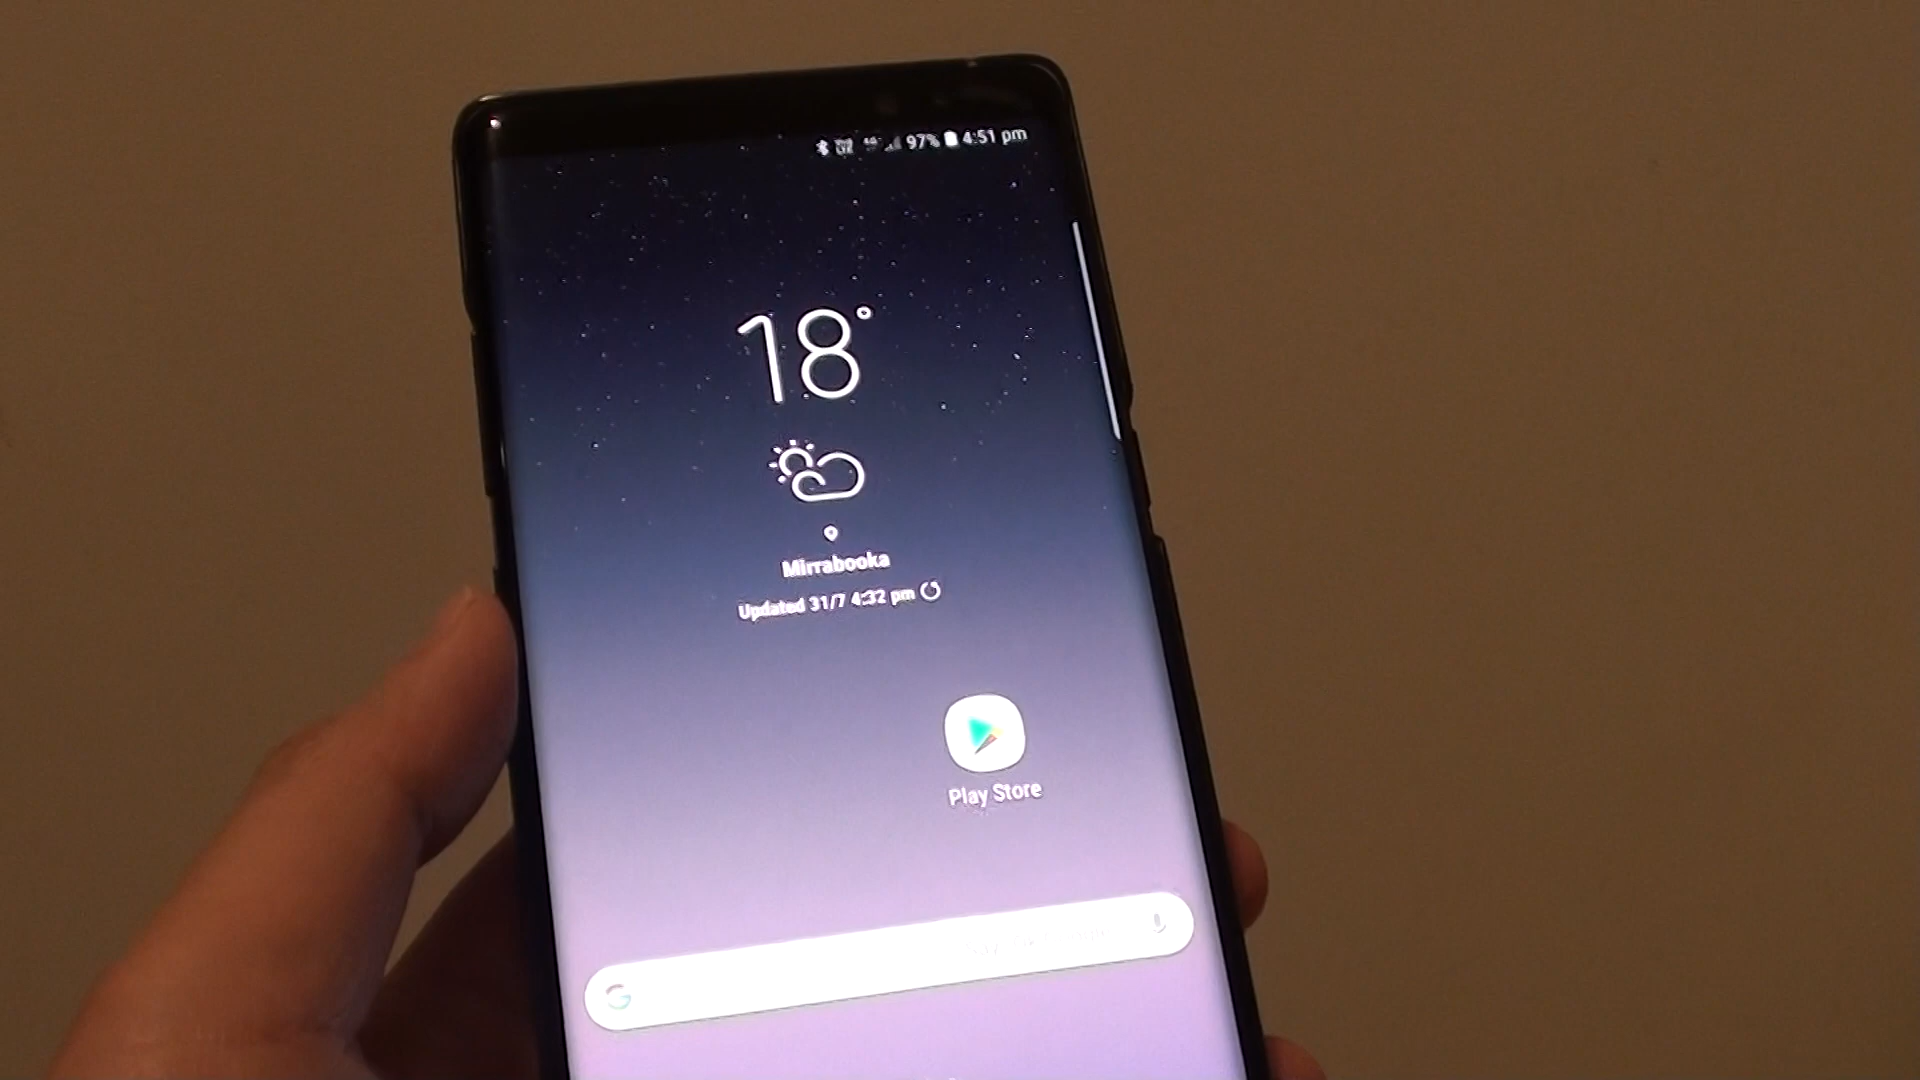 97% 4:51 pm
18°
Mirrabooka
Updated 31/7 4:32 pm
Play Store
G